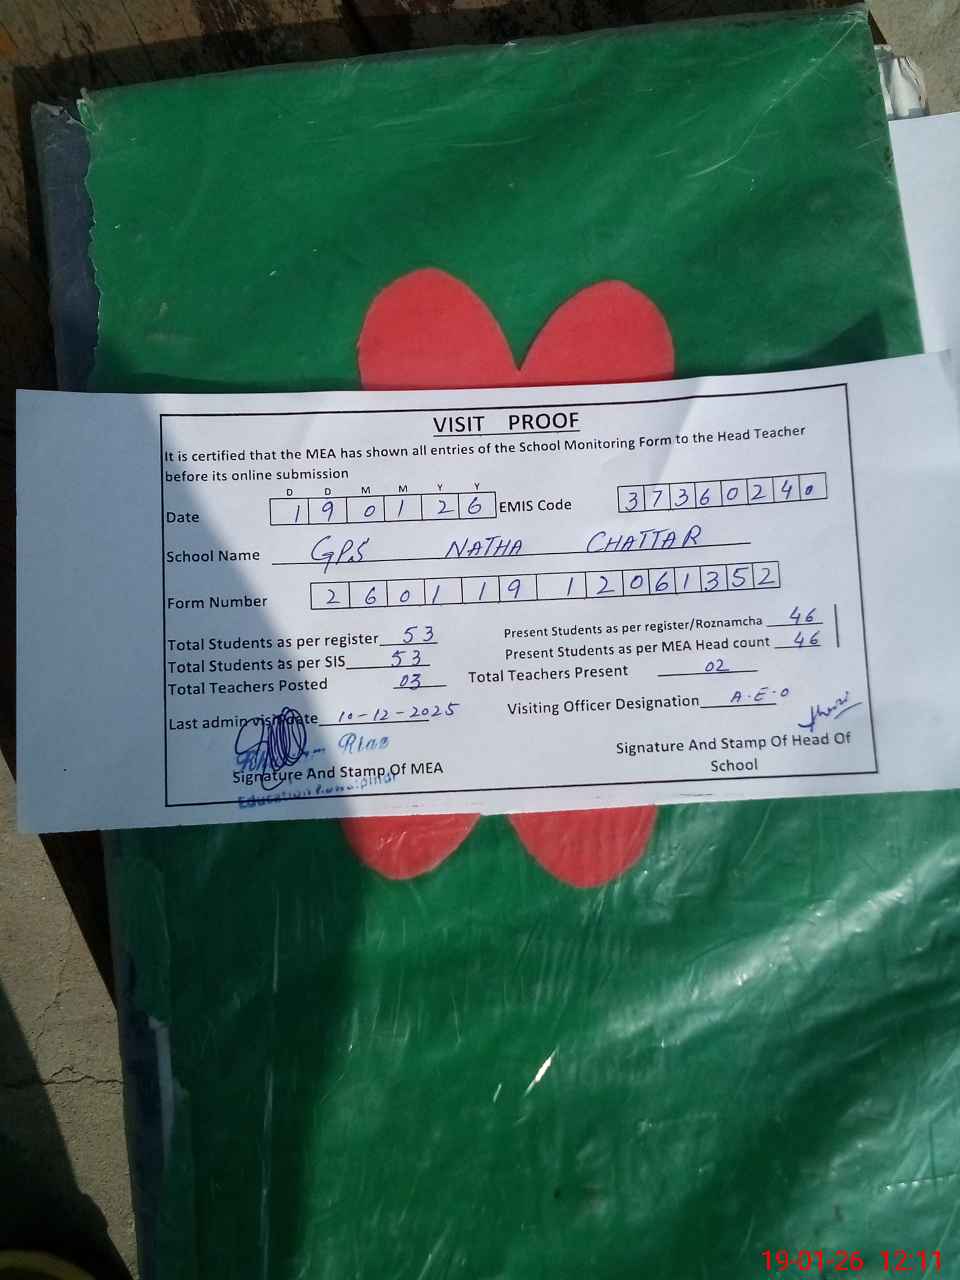 VISIT PROOF
It is certified that the MEA has shown all entries of the School Monitoring Form to the Head Teacher
before its online submission
D D M M Y Y
Date 1 9 0 1 2 6 EMIS Code 3 7 3 6 0 2 4 0
School Name GPS NATHA CHATTAR
Form Number 2 6 0 1 1 9 1 2 0 6 1 3 5 2
Total Students as per register 53 Present Students as per register/Roznamcha 46
Total Students as per SIS 53 Present Students as per MEA Head count 46
Total Teachers Posted 03 Total Teachers Present 02
Last admin visit date 10-12-2025 Visiting Officer Designation A.E.O
Riaz
Signature And Stamp Of MEA Signature And Stamp Of Head Of
School
Education
19-01-26 12:11